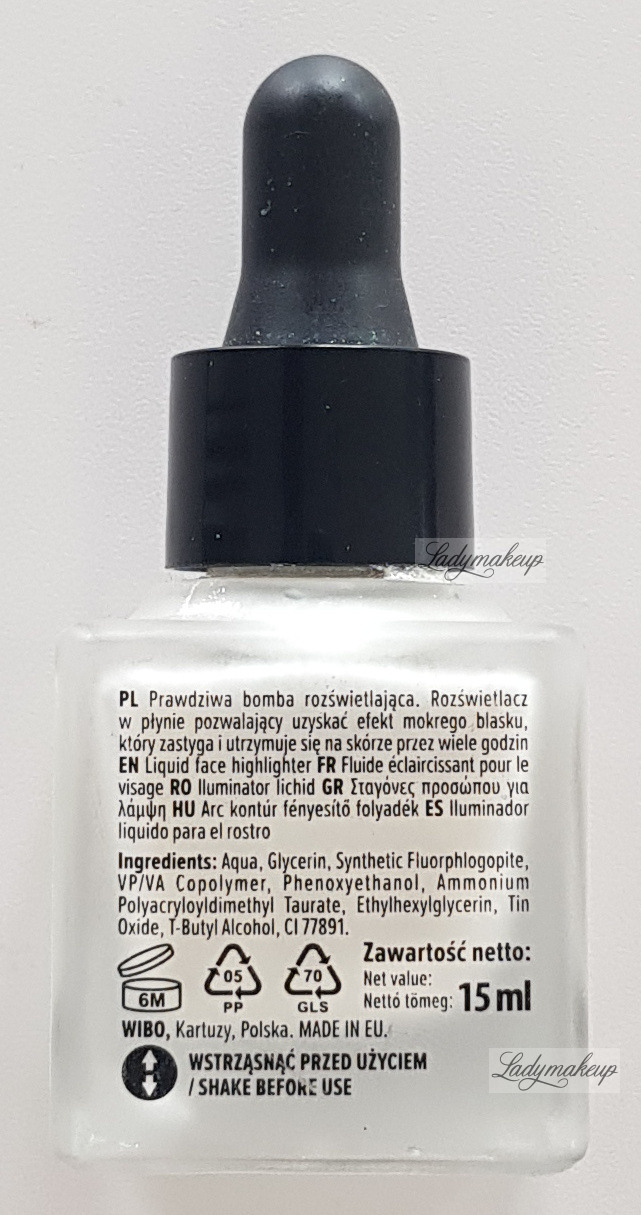 Ladymakeup
PL Prawdziwa bomba rozświetlająca. Rozświetlacz
w płynie pozwalający uzyskać efekt mokrego blasku,
który zastyga i utrzymuje się na skórze przez wiele godzin
EN Liquid face highlighter FR Fluide éclaircissant pour le
visage RO Iluminator lichid GR Σταγόνες προσώπου για
λάμψη HU Arc kontúr fényesítő folyadék ES Iluminador
liquido para el rostro
Ingredients: Aqua, Glycerin, Synthetic Fluorphlogopite,
VP/VA Copolymer, Phenoxyethanol, Ammonium
Polyacryloyldimethyl Taurate, Ethylhexylglycerin, Tin
Oxide, T-Butyl Alcohol, CI 77891.
6M
05
PP
70
GLS
Zawartość netto:
Net value:
Nettó tömeg: 15 ml
WIBO, Kartuzy, Polska. MADE IN EU.
WSTRZĄSNĄĆ PRZED UŻYCIEM
/ SHAKE BEFORE USE
Ladymakeup